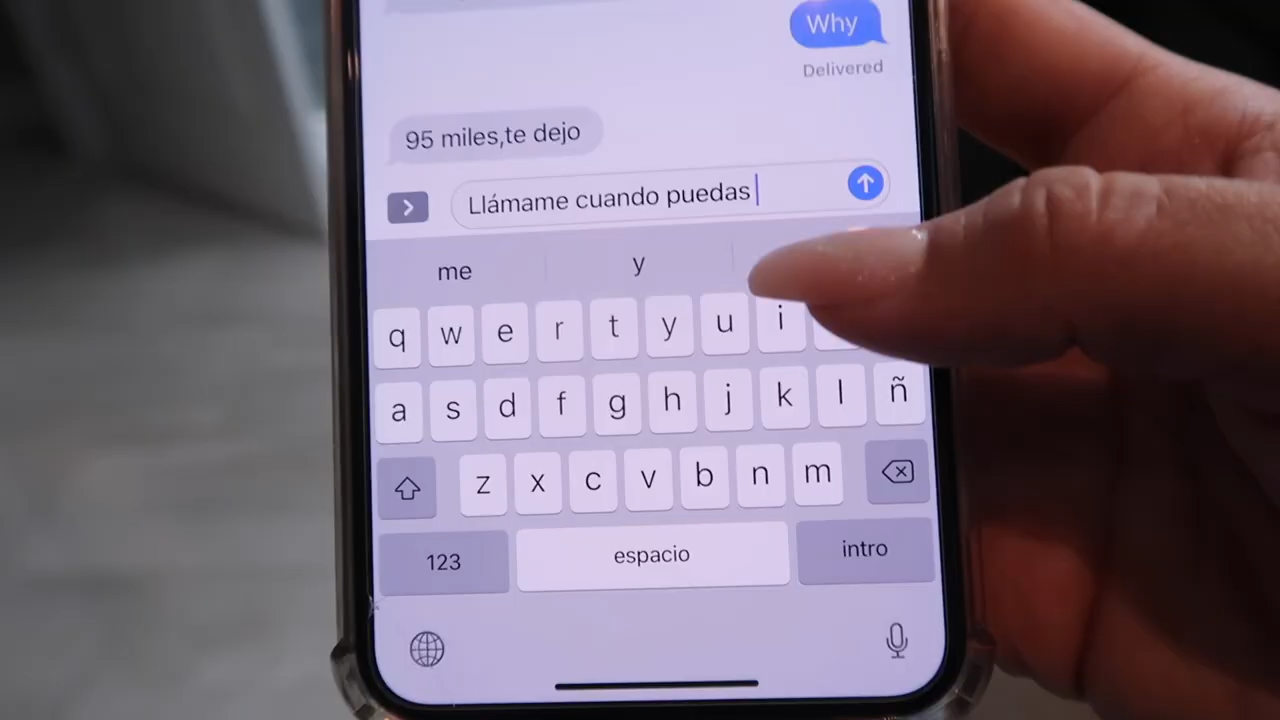 Why
Delivered
95 miles,te dejo
Llámame cuando puedas
me y
q w e r t y u i
a s d f g h j k l ñ
z x c v b n m
123 espacio intro